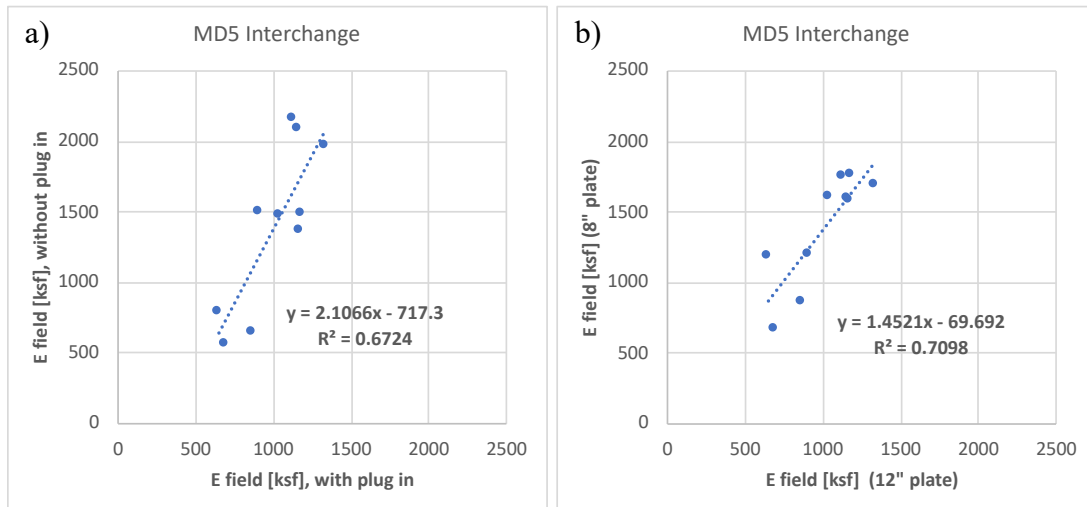 a)
MD5 Interchange
2500
2000
1500
1000
500
0
0 500 1000 1500 2000 2500
E field [ksf], without plug in
E field [ksf], with plug in
y = 2.1066x - 717.3
R² = 0.6724
b)
MD5 Interchange
2500
2000
1500
1000
500
0
0 500 1000 1500 2000 2500
E field [ksf] (8" plate)
E field [ksf] (12" plate)
y = 1.4521x - 69.692
R² = 0.7098